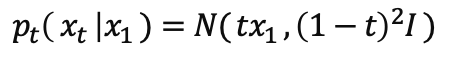 pₜ( xₜ |x₁ ) = N( tx₁ , (1 − t)²I )